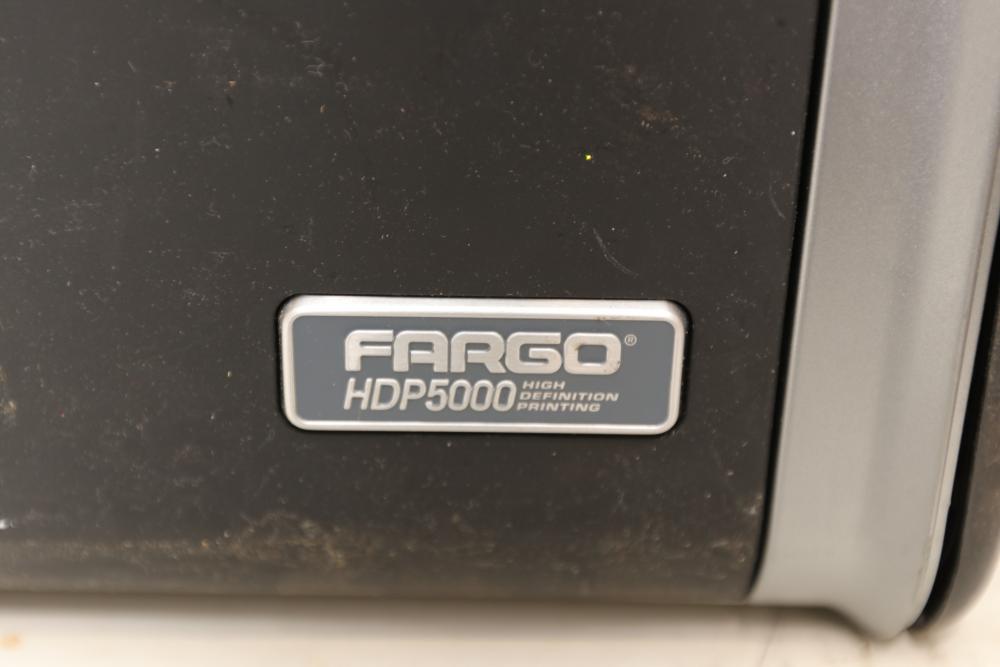 FARGO®
HDP5000 HIGH
DEFINITION
PRINTING